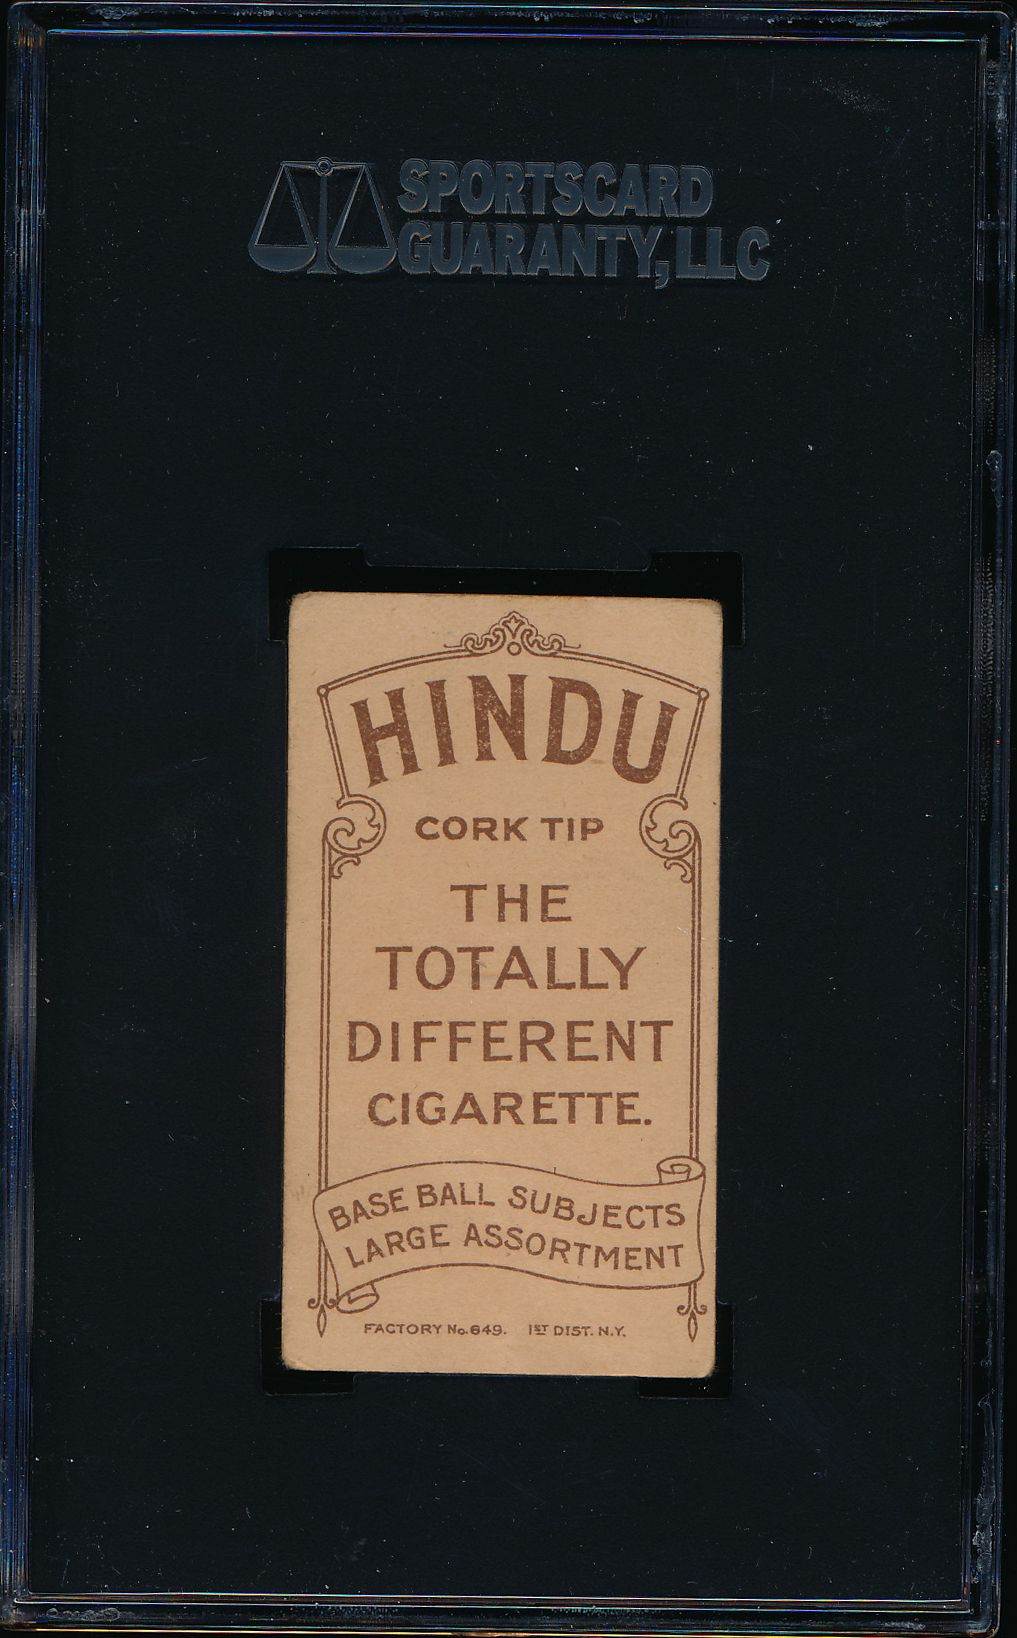 SPORTSCARD
GUARANTY, LLC
HINDU
CORK TIP
THE
TOTALLY
DIFFERENT
CIGARETTE.
BASE BALL SUBJECTS
LARGE ASSORTMENT
FACTORY No. 649. 1ST DIST. N.Y.